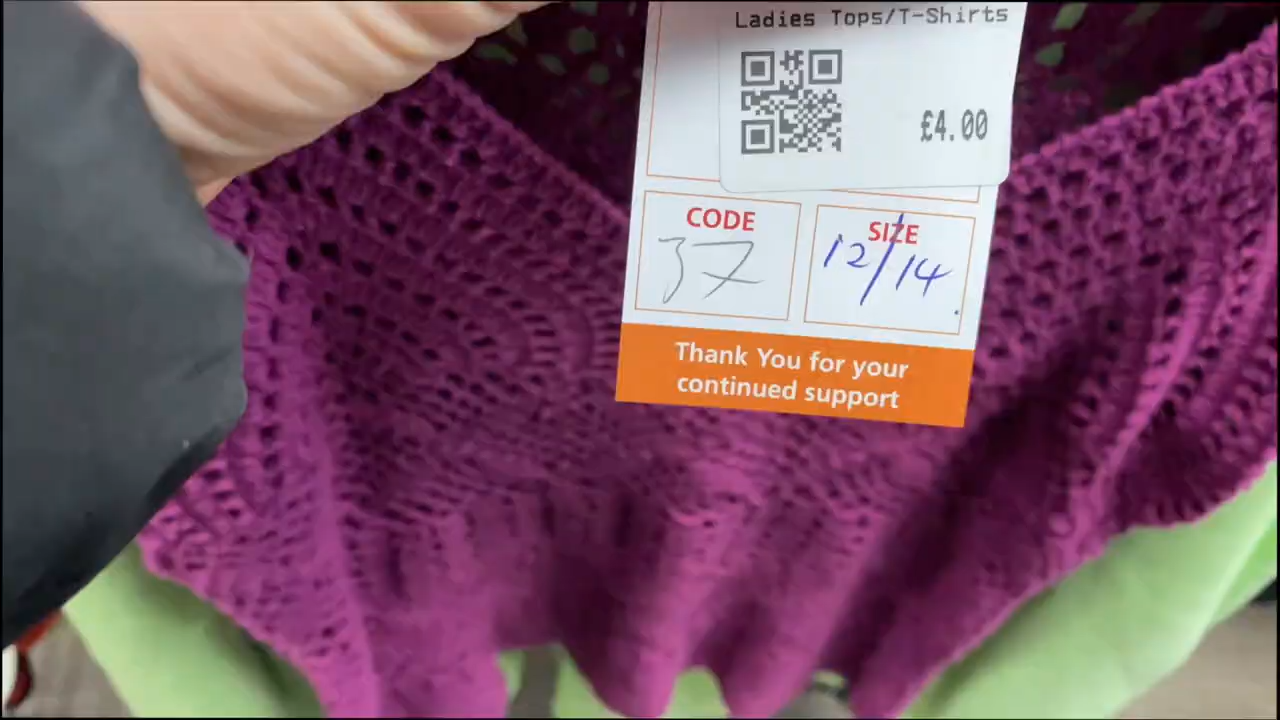 Ladies Tops/T-Shirts
£4.00
CODE
SIZE
37
12/14
Thank You for your
continued support